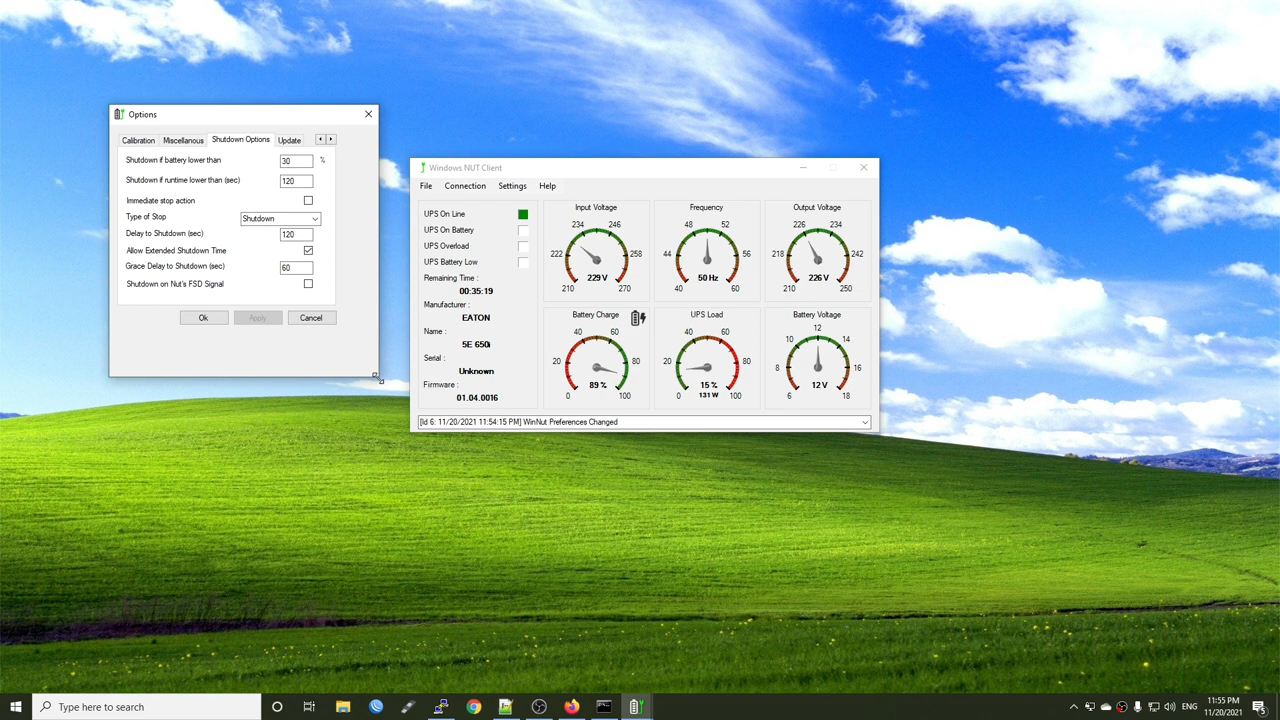 Options
Calibration Miscellanous Shutdown Options Update
Shutdown if battery lower than 30 %
Shutdown if runtime lower than (sec) 120
Immediate stop action
Type of Stop Shutdown
Delay to Shutdown (sec) 120
Allow Extended Shutdown Time
Grace Delay to Shutdown (sec) 60
Shutdown on Nut's FSD Signal
Ok Apply Cancel
Windows NUT Client
File Connection Settings Help
UPS On Line
UPS On Battery
UPS Overload
UPS Battery Low
Remaining Time :
00:35:19
Manufacturer :
EATON
Name :
5E 650i
Serial :
Unknown
Firmware :
01.04.0016
Input Voltage
210 222 234 246 258 270
229 V
Frequency
40 44 48 52 56 60
50 Hz
Output Voltage
210 218 226 234 242 250
226 V
Battery Charge
0 20 40 60 80 100
89 %
UPS Load
0 20 40 60 80 100
15 %
131 W
Battery Voltage
6 8 10 12 14 16 18
12 V
[Id 6: 11/20/2021 11:54:15 PM] WinNut Preferences Changed
Type here to search
ENG
11:55 PM
11/20/2021
5